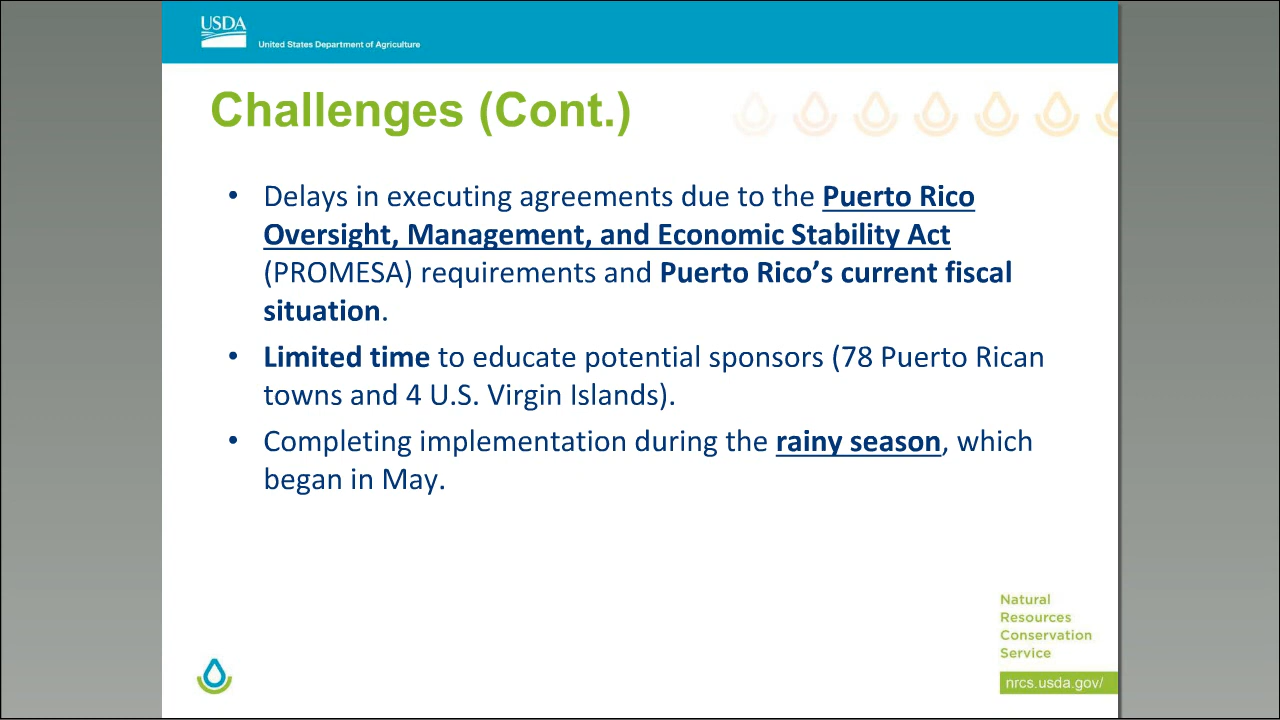 USDA
United States Department of Agriculture
Challenges (Cont.)
• Delays in executing agreements due to the Puerto Rico
Oversight, Management, and Economic Stability Act
(PROMESA) requirements and Puerto Rico’s current fiscal
situation.
• Limited time to educate potential sponsors (78 Puerto Rican
towns and 4 U.S. Virgin Islands).
• Completing implementation during the rainy season, which
began in May.
Natural
Resources
Conservation
Service
nrcs.usda.gov/